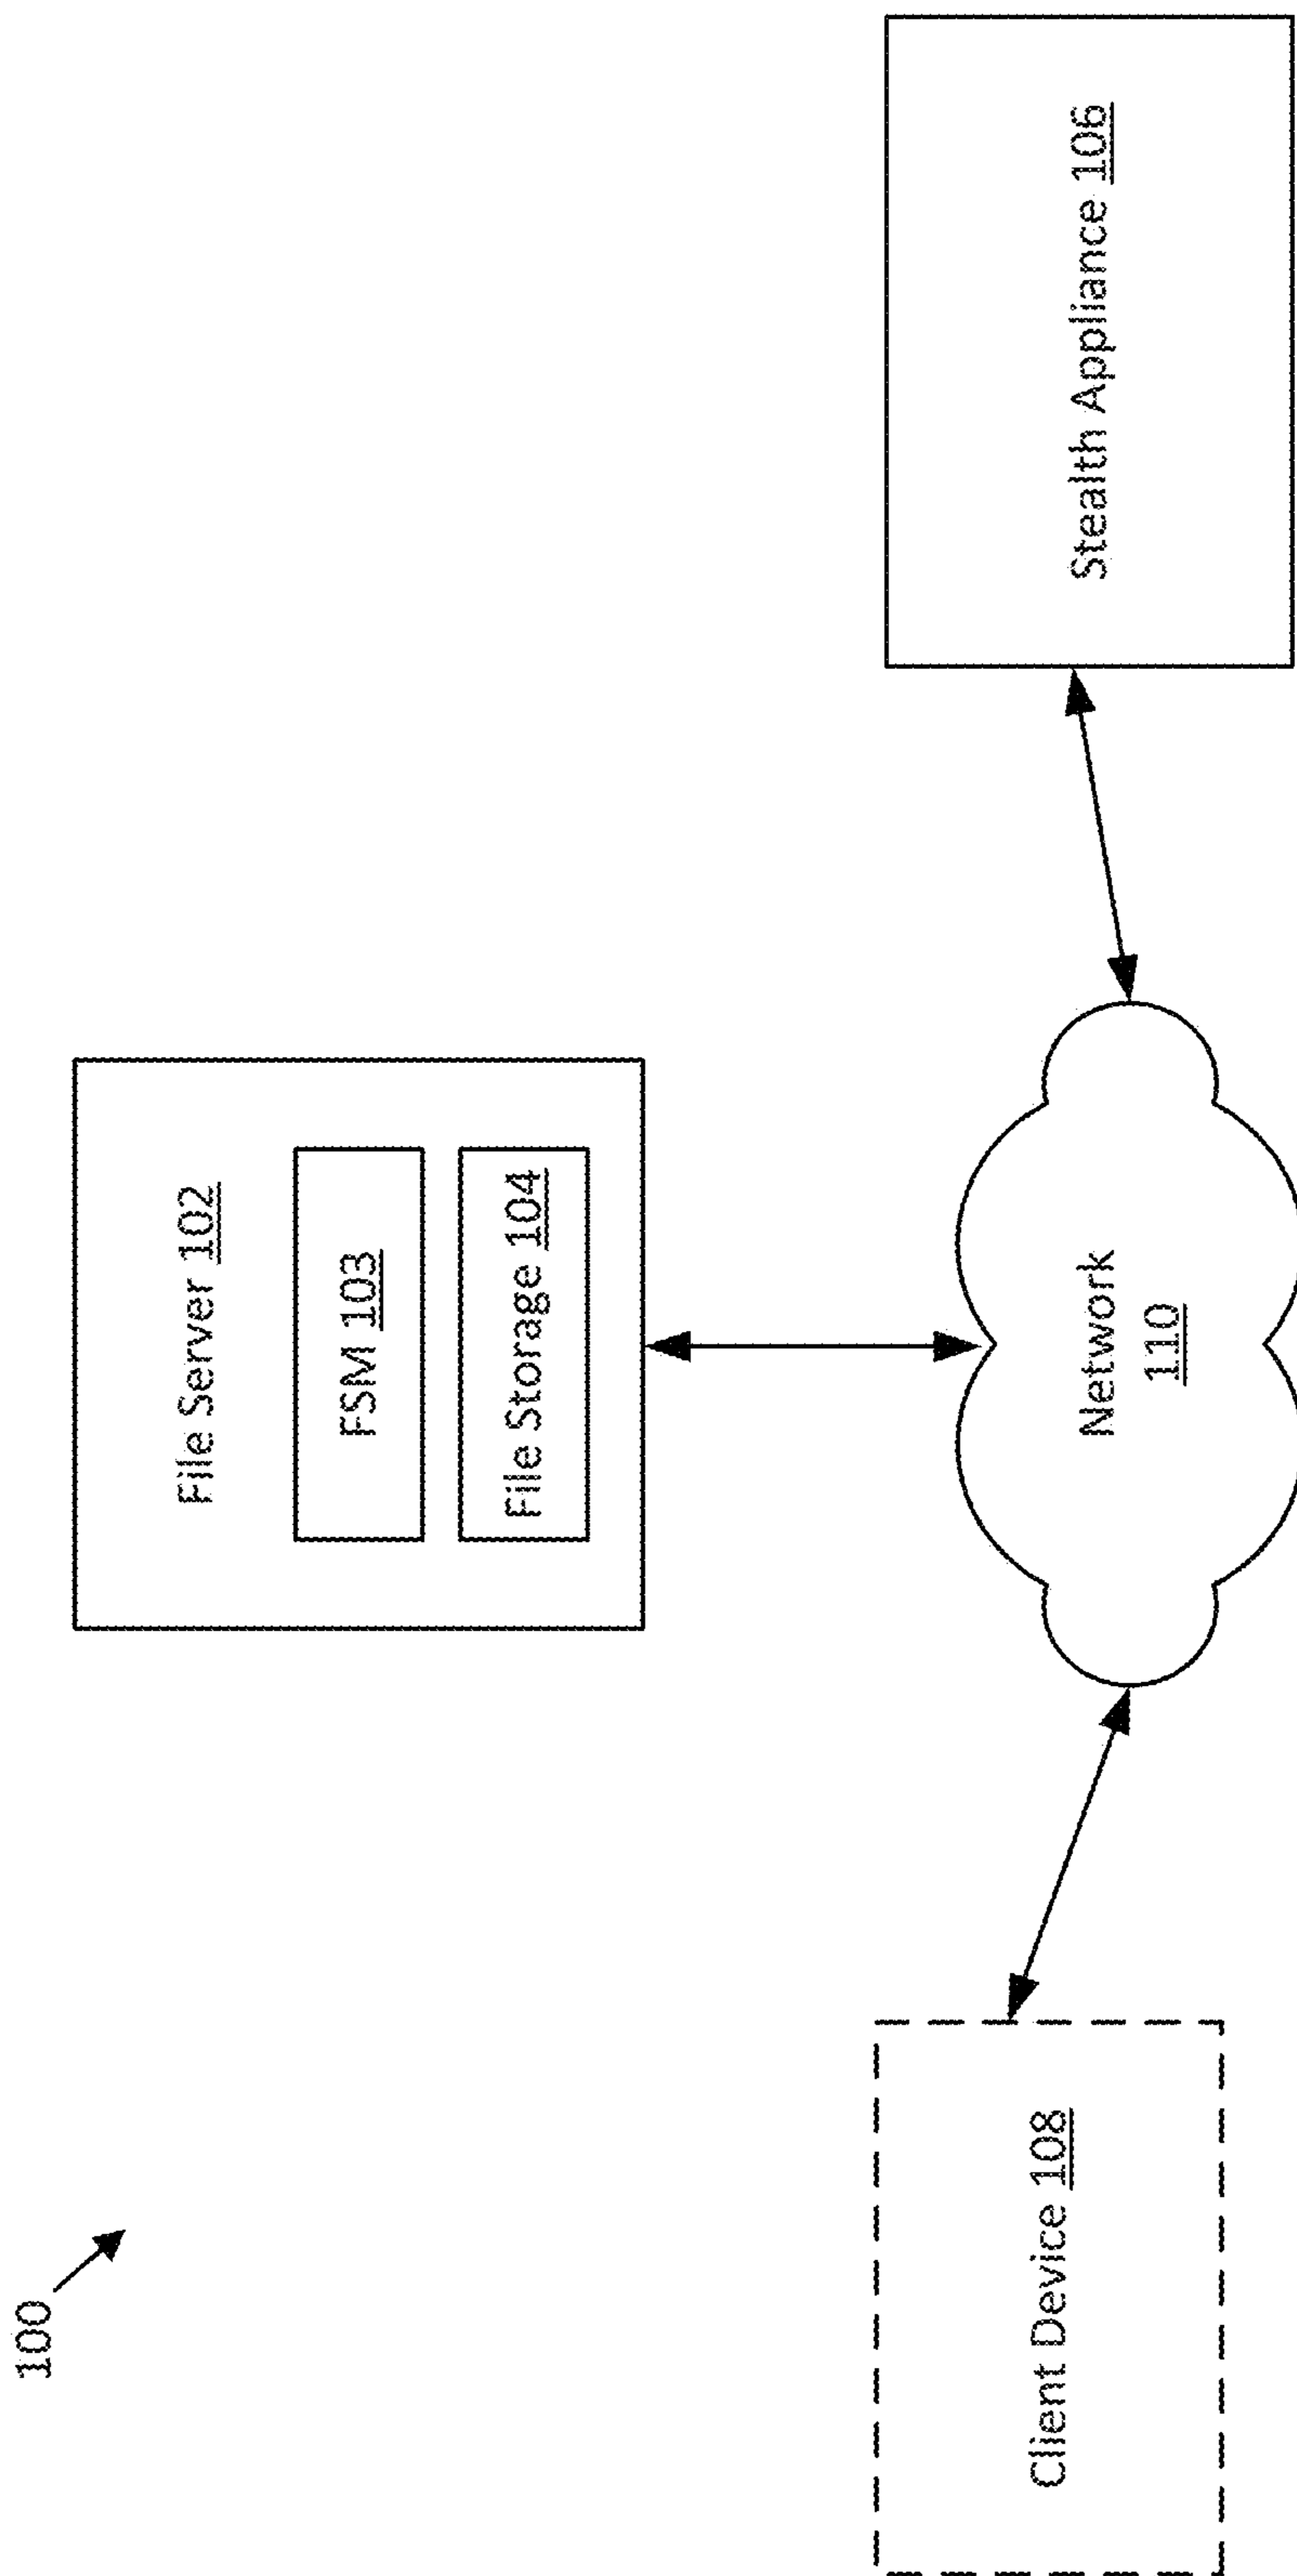 100
File Server 102
FSM 103
File Storage 104
Client Device 108
Network
110
Stealth Appliance 106